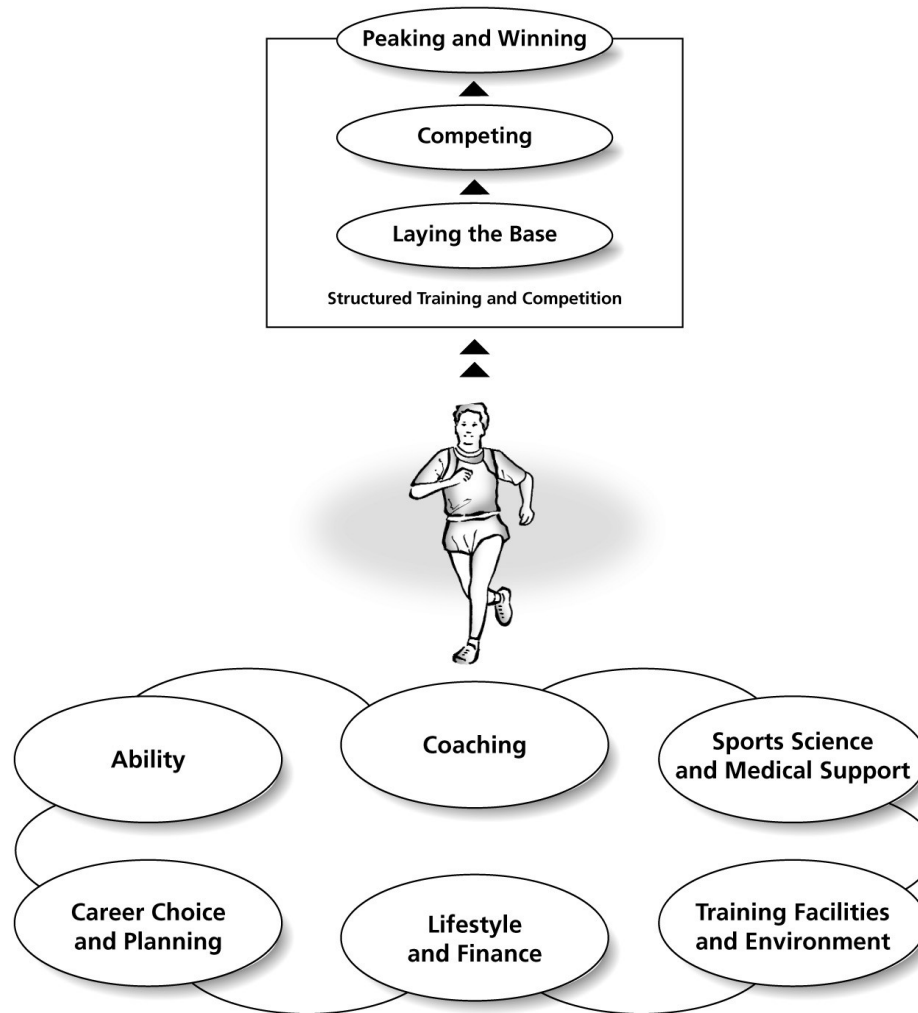 Peaking and Winning
Competing
Laying the Base
Structured Training and Competition
Ability
Coaching
Sports Science
and Medical Support
Career Choice
and Planning
Lifestyle
and Finance
Training Facilities
and Environment